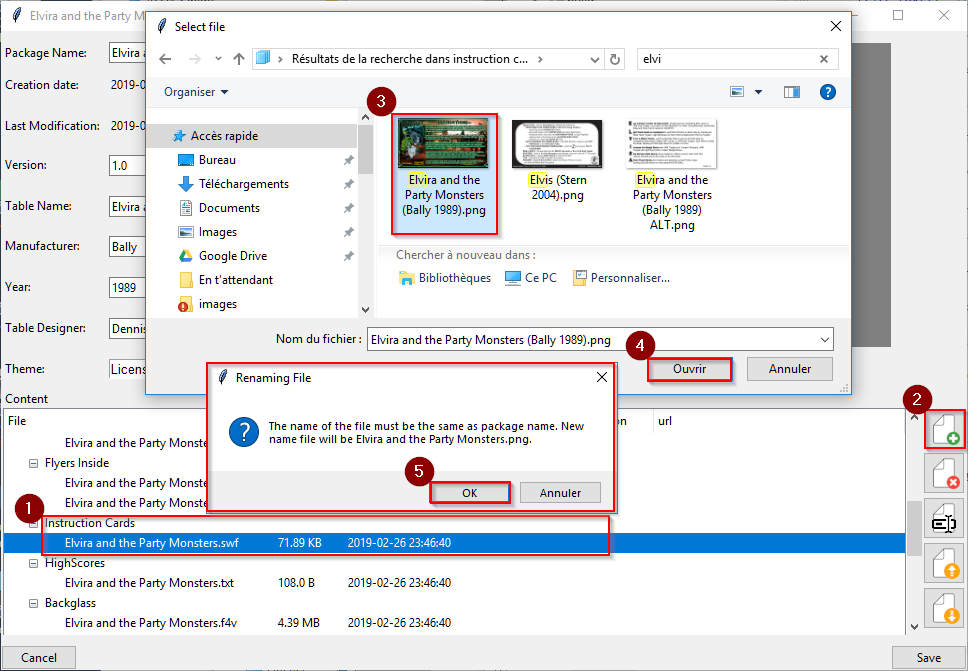 Elvira and the Party M
Package Name:
Elvira a
Creation date:
2019-0
Last Modification:
2019-0
Version:
1.0
Table Name:
Elvira a
Manufacturer:
Bally
Year:
1989
Table Designer:
Dennis
Theme:
Licens
Content
Select file
Résultats de la recherche dans instruction c...
elvi
Organiser
?
Accès rapide
Bureau
Téléchargements
Documents
Images
Google Drive
En t'attendant
images
3
Elvira and the
Party Monsters
(Bally 1989).png
Elvis (Stern
2004).png
Elvira and the
Party Monsters
(Bally 1989)
ALT.png
Chercher à nouveau dans :
Bibliothèques
Ce PC
Personnaliser...
Nom du fichier :
Elvira and the Party Monsters (Bally 1989).png
4
Ouvrir
Annuler
Renaming File
?
The name of the file must be the same as package name. New
name file will be Elvira and the Party Monsters.png.
5
OK
Annuler
2
File
on
url
Elvira and the Party Monste
Flyers Inside
Elvira and the Party Monste
Elvira and the Party Monste
1
Instruction Cards
Elvira and the Party Monsters.swf 71.89 KB 2019-02-26 23:46:40
HighScores
Elvira and the Party Monsters.txt 108.0 B 2019-02-26 23:46:40
Backglass
Elvira and the Party Monsters.f4v 4.39 MB 2019-02-26 23:46:40
Cancel
Save